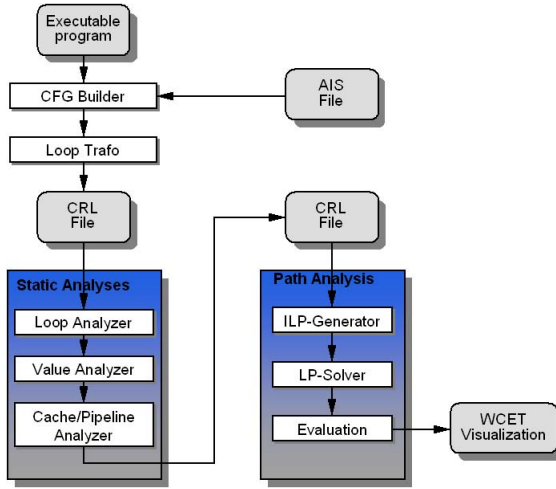 Executable
program
CFG Builder
AIS
File
Loop Trafo
CRL
File
CRL
File
Static Analyses
Path Analysis
Loop Analyzer
ILP-Generator
Value Analyzer
LP-Solver
Cache/Pipeline
Analyzer
Evaluation
WCET
Visualization